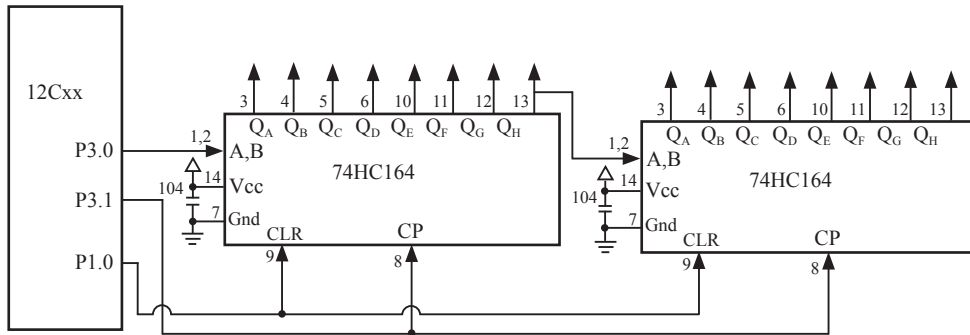 12Cxx
P3.0
P3.1
P1.0
3 4 5 6 10 11 12 13
QA QB QC QD QE QF QG QH
1,2
A,B
74HC164
14
Vcc
104
7
Gnd
CLR
CP
9
8
3 4 5 6 10 11 12 13
QA QB QC QD QE QF QG QH
1,2
A,B
74HC164
14
Vcc
104
7
Gnd
CLR
CP
9
8